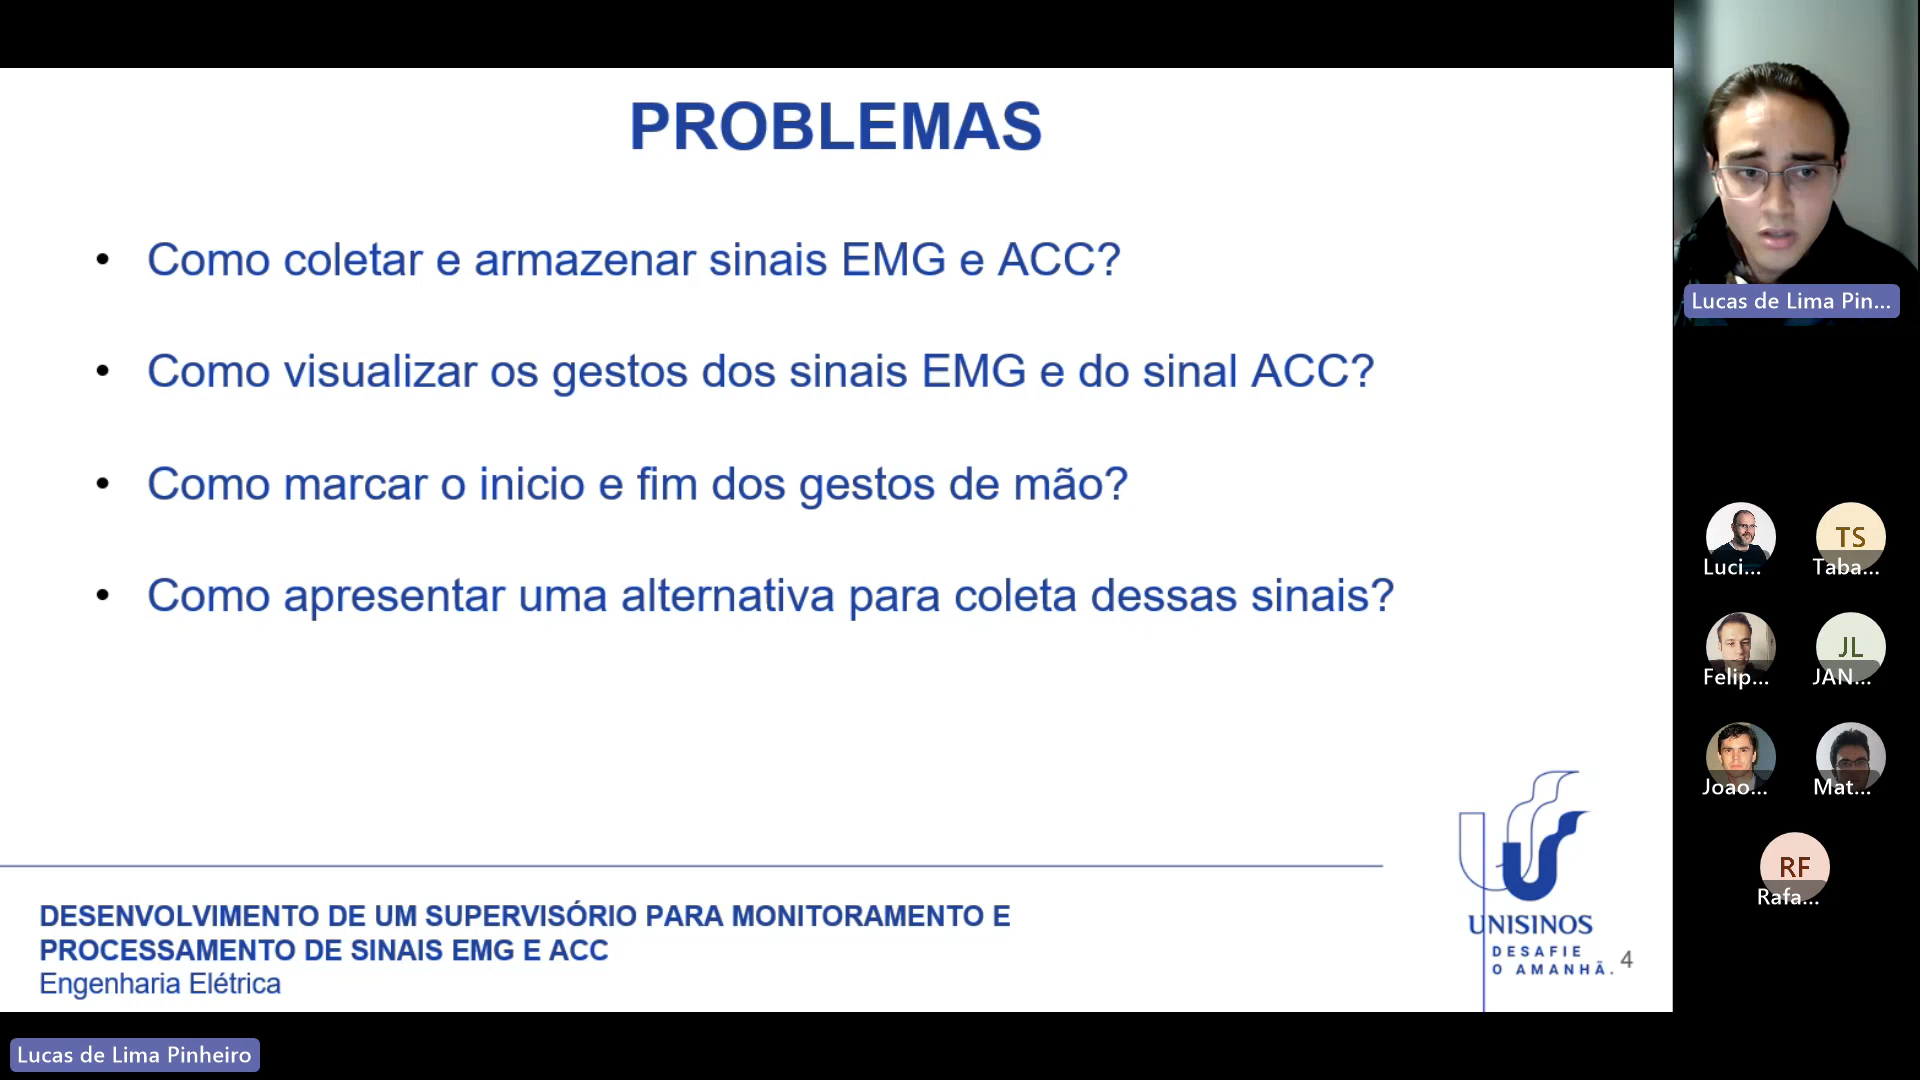 PROBLEMAS
• Como coletar e armazenar sinais EMG e ACC?
• Como visualizar os gestos dos sinais EMG e do sinal ACC?
• Como marcar o inicio e fim dos gestos de mão?
• Como apresentar uma alternativa para coleta dessas sinais?
DESENVOLVIMENTO DE UM SUPERVISÓRIO PARA MONITORAMENTO E
PROCESSAMENTO DE SINAIS EMG E ACC
Engenharia Elétrica
UNISINOS
DESAFIE
O AMANHÃ.
4
Lucas de Lima Pin...
Luci...
TS
Taba...
Felip...
JL
JAN...
Joao...
Mat...
RF
Rafa...
Lucas de Lima Pinheiro